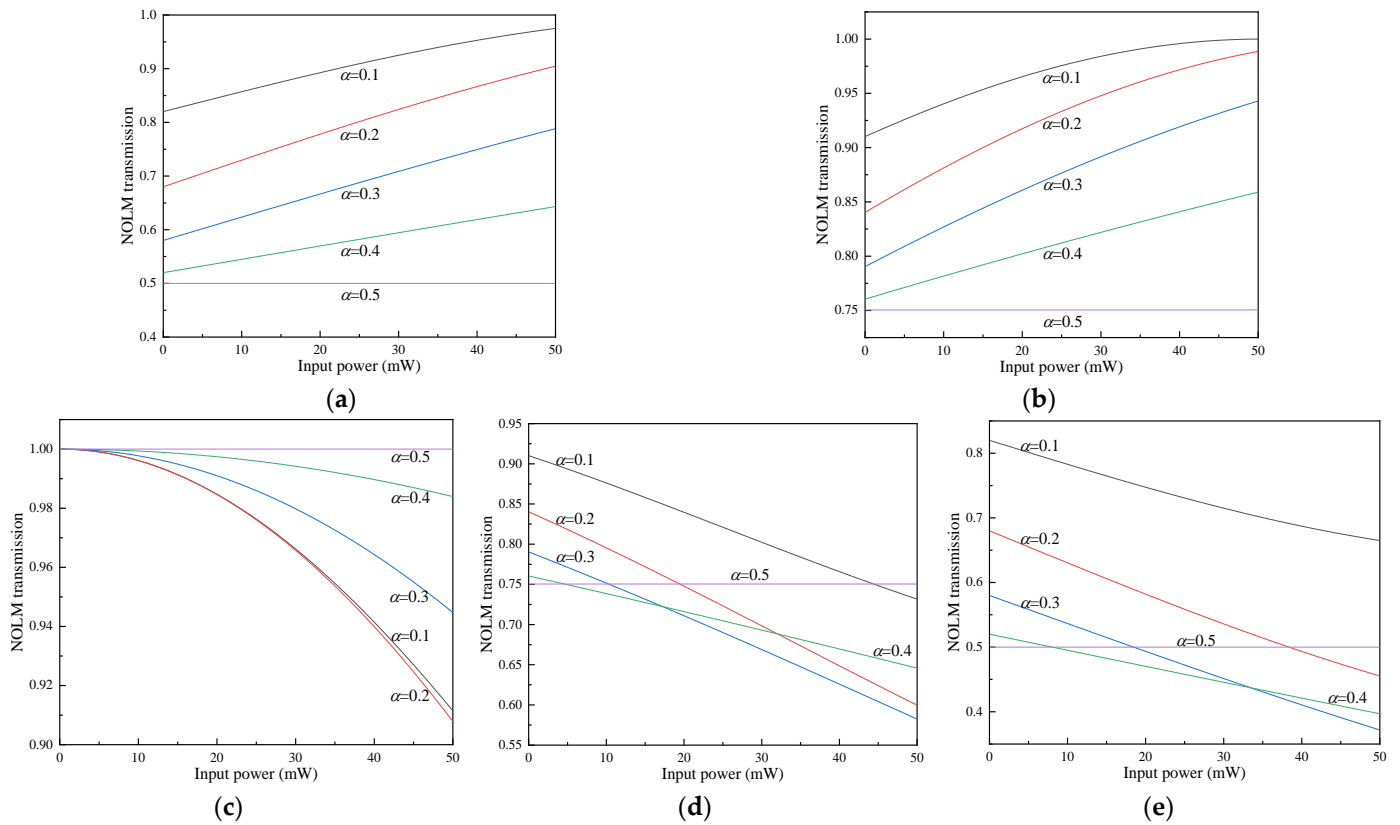 1.0
0.9
0.8
0.7
0.6
0.5
0.4
NOLM transmission
α=0.1
α=0.2
α=0.3
α=0.4
α=0.5
0 10 20 30 40 50
Input power (mW)
(a)
1.00
0.95
0.90
0.85
0.80
0.75
NOLM transmission
α=0.1
α=0.2
α=0.3
α=0.4
α=0.5
0 10 20 30 40 50
Input power (mW)
(b)
1.00
0.98
0.96
0.94
0.92
0.90
NOLM transmission
α=0.5
α=0.4
α=0.3
α=0.1
α=0.2
0 10 20 30 40 50
Input power (mW)
(c)
0.95
0.90
0.85
0.80
0.75
0.70
0.65
0.60
0.55
NOLM transmission
α=0.1
α=0.2
α=0.3
α=0.5
α=0.4
0 10 20 30 40 50
Input power (mW)
(d)
0.8
0.7
0.6
0.5
0.4
NOLM transmission
α=0.1
α=0.2
α=0.3
α=0.5
α=0.4
0 10 20 30 40 50
Input power (mW)
(e)